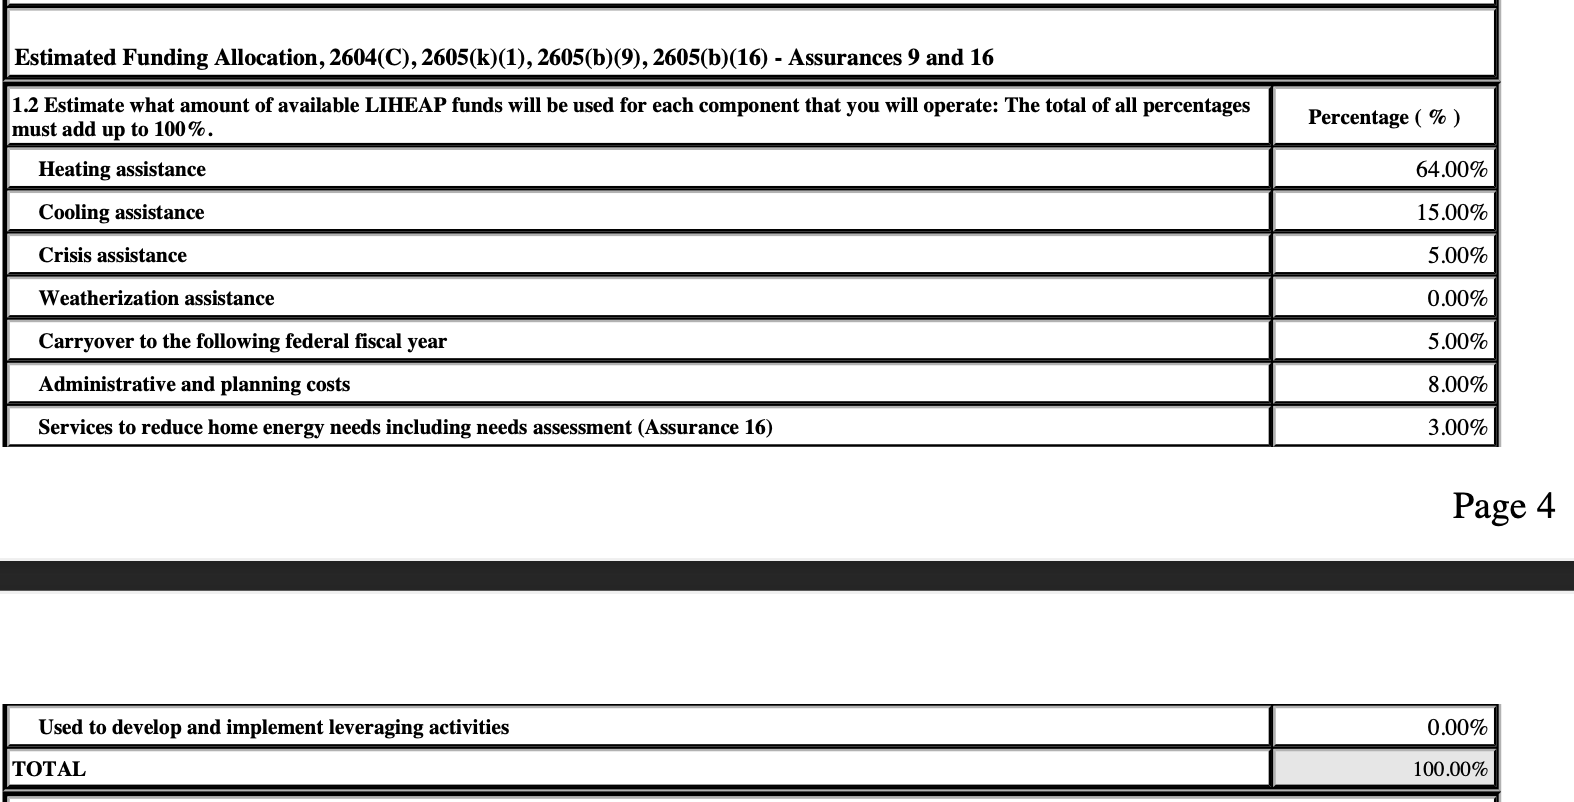 Estimated Funding Allocation, 2604(C), 2605(k)(1), 2605(b)(9), 2605(b)(16) - Assurances 9 and 16
1.2 Estimate what amount of available LIHEAP funds will be used for each component that you will operate: The total of all percentages
must add up to 100%.
Percentage ( % )
Heating assistance 64.00%
Cooling assistance 15.00%
Crisis assistance 5.00%
Weatherization assistance 0.00%
Carryover to the following federal fiscal year 5.00%
Administrative and planning costs 8.00%
Services to reduce home energy needs including needs assessment (Assurance 16) 3.00%
Page 4
Used to develop and implement leveraging activities 0.00%
TOTAL 100.00%